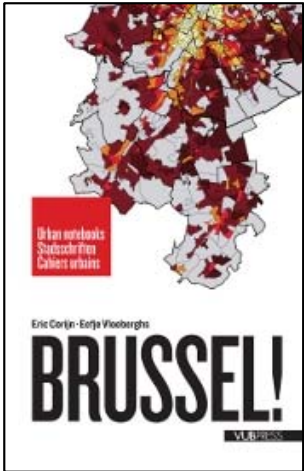 Urban notebooks
Stadsschriften
Cahiers urbains
Eric Corijn · Eefje Vloeberghs
BRUSSEL!
VUBPRESS